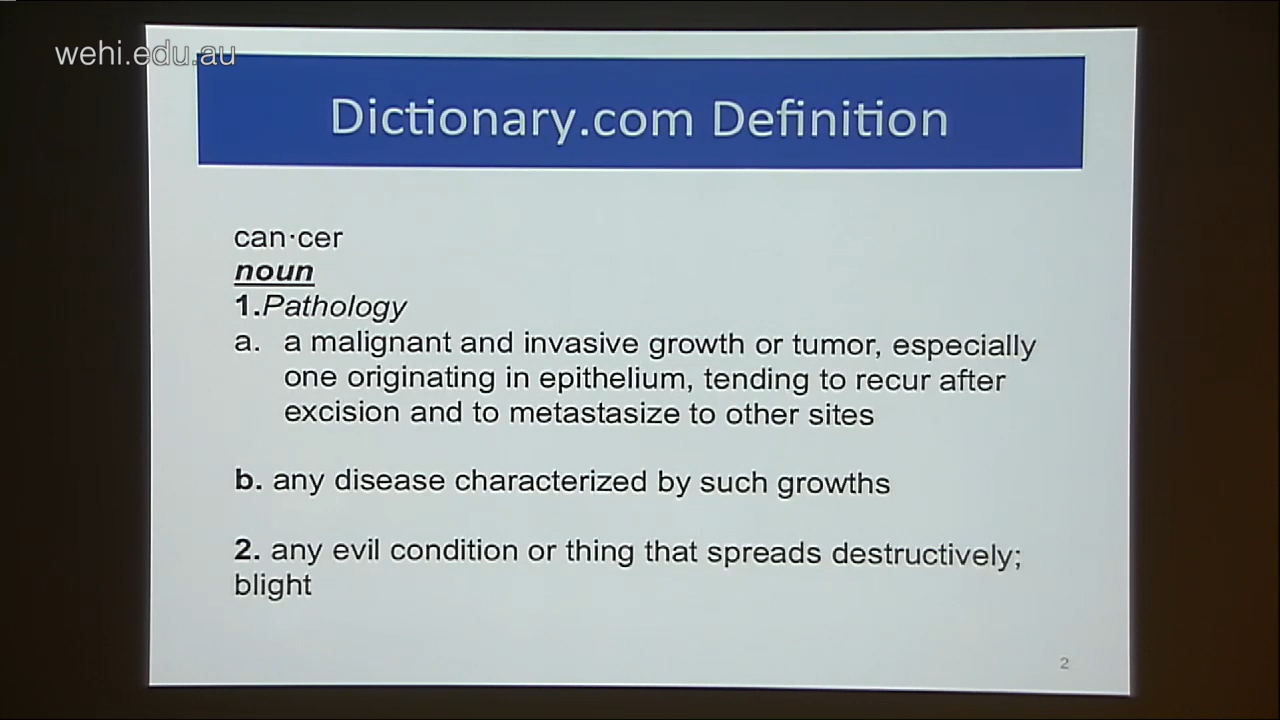 wehi.edu.au
Dictionary.com Definition
can·cer
noun
1.Pathology
a. a malignant and invasive growth or tumor, especially
one originating in epithelium, tending to recur after
excision and to metastasize to other sites
b. any disease characterized by such growths
2. any evil condition or thing that spreads destructively;
blight
2